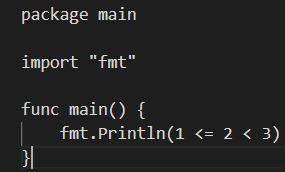 package main
import "fmt"
func main() {
    fmt.Println(1 <= 2 < 3)
}